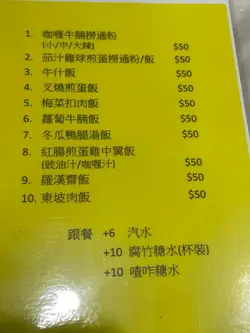 1. 咖喱牛腩撈通粉
(小/中/大辣) $50
2. 茄汁雞球煎蛋撈通粉/飯 $50
3. 牛什飯 $50
4. 叉燒煎蛋飯 $50
5. 梅菜扣肉飯 $50
6. 蘿蔔牛腩飯 $50
7. 冬瓜鴨腿湯飯 $50
8. 紅腸煎蛋雞中翼飯
(豉油汁/咖喱汁) $50
9. 羅漢齋飯 $50
10. 東坡肉飯 $50
跟餐 +6 汽水
+10 腐竹糖水(杯裝)
+10 喳咋糖水